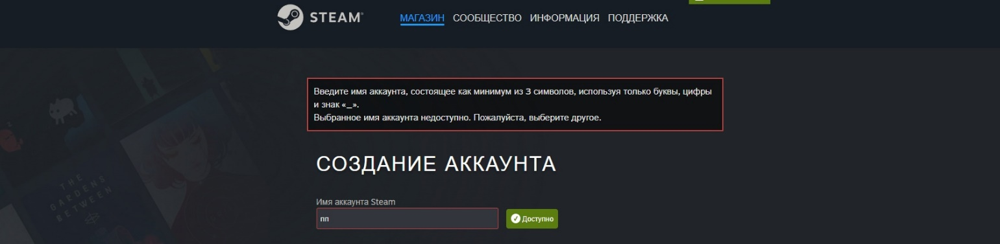 STEAM®
МАГАЗИН СООБЩЕСТВО ИНФОРМАЦИЯ ПОДДЕРЖКА
Введите имя аккаунта, состоящее как минимум из 3 символов, используя только буквы, цифры
и знак «_».
Выбранное имя аккаунта недоступно. Пожалуйста, выберите другое.
СОЗДАНИЕ АККАУНТА
Имя аккаунта Steam
пп
Доступно
THE
GARDENS
BETWEEN